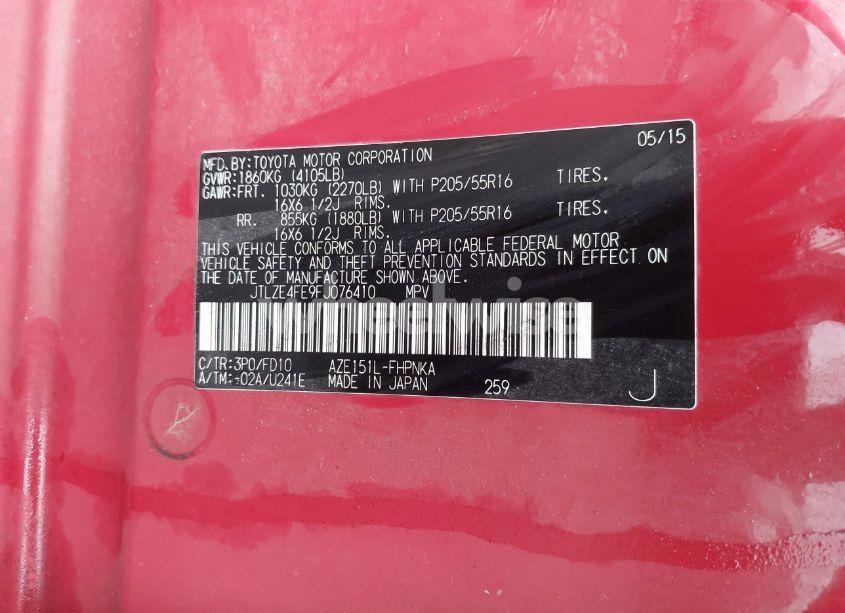 05/15
MFD.BY:TOYOTA MOTOR CORPORATION
GVWR:1860KG (4105LB)
GAWR:FRT. 1030KG (2270LB) WITH P205/55R16 TIRES.
16X6 1/2J RIMS.
RR. 855KG (1880LB) WITH P205/55R16 TIRES.
16X6 1/2J RIMS.
THIS VEHICLE CONFORMS TO ALL APPLICABLE FEDERAL MOTOR
VEHICLE SAFETY AND THEFT PREVENTION STANDARDS IN EFFECT ON
THE DATE OF MANUFACTURE SHOWN ABOVE.
JTLZE4FE9FJ076410 MPV
wheelwise
C/TR:3P0/FD10 AZE151L-FHPNKA
A/TM:-02A/U241E MADE IN JAPAN 259 J